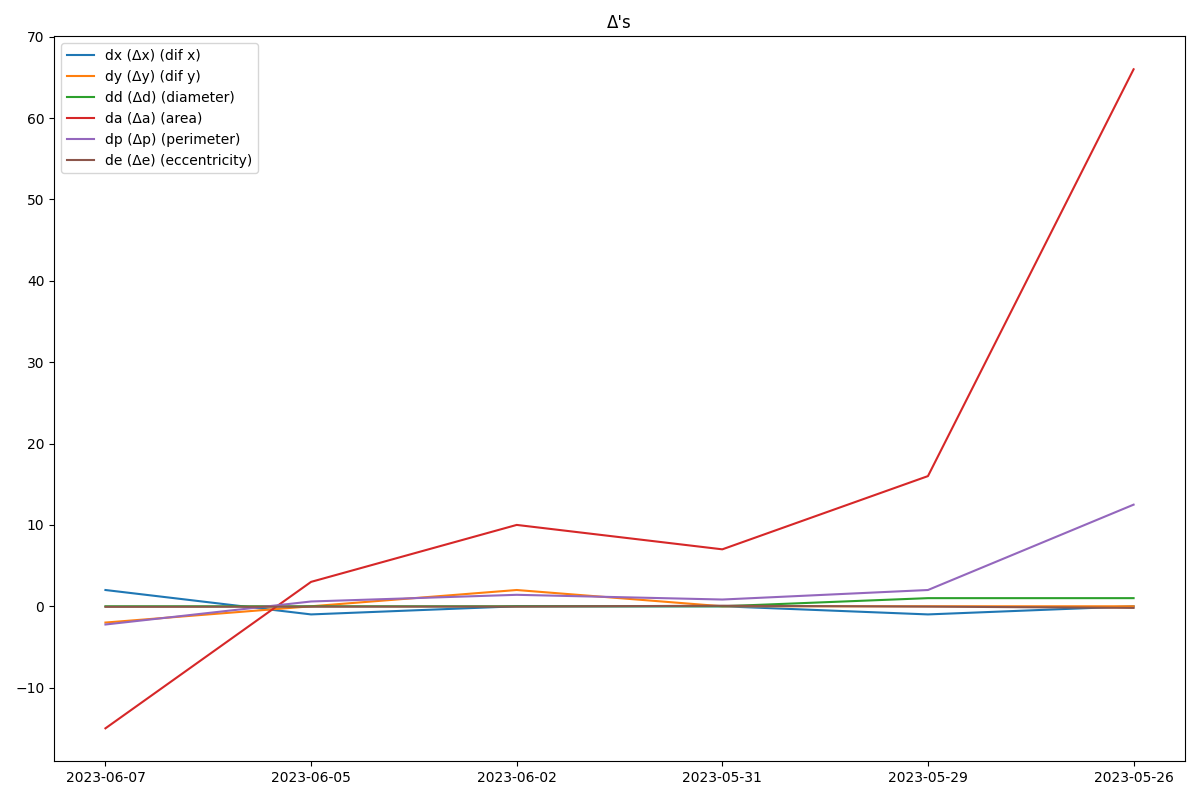 Δ's
dx (Δx) (dif x)
dy (Δy) (dif y)
dd (Δd) (diameter)
da (Δa) (area)
dp (Δp) (perimeter)
de (Δe) (eccentricity)
70
60
50
40
30
20
10
0
−10
2023-06-07 2023-06-05 2023-06-02 2023-05-31 2023-05-29 2023-05-26